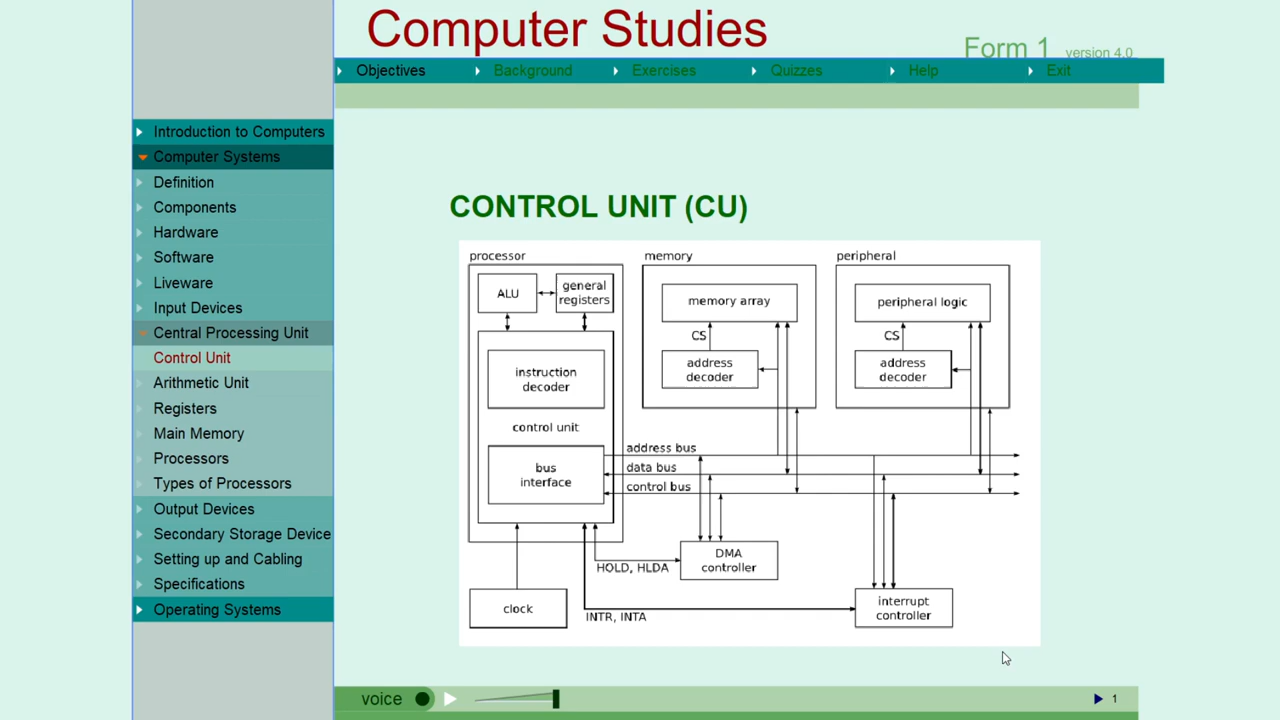 Computer Studies
Form 1 version 4.0
Objectives Background Exercises Quizzes Help Exit
Introduction to Computers
Computer Systems
Definition
Components
Hardware
Software
Liveware
Input Devices
Central Processing Unit
Control Unit
Arithmetic Unit
Registers
Main Memory
Processors
Types of Processors
Output Devices
Secondary Storage Device
Setting up and Cabling
Specifications
Operating Systems
CONTROL UNIT (CU)
processor
ALU
general
registers
instruction
decoder
control unit
bus
interface
memory
memory array
CS
address
decoder
peripheral
peripheral logic
CS
address
decoder
address bus
data bus
control bus
DMA
controller
HOLD, HLDA
clock
INTR, INTA
interrupt
controller
voice
1